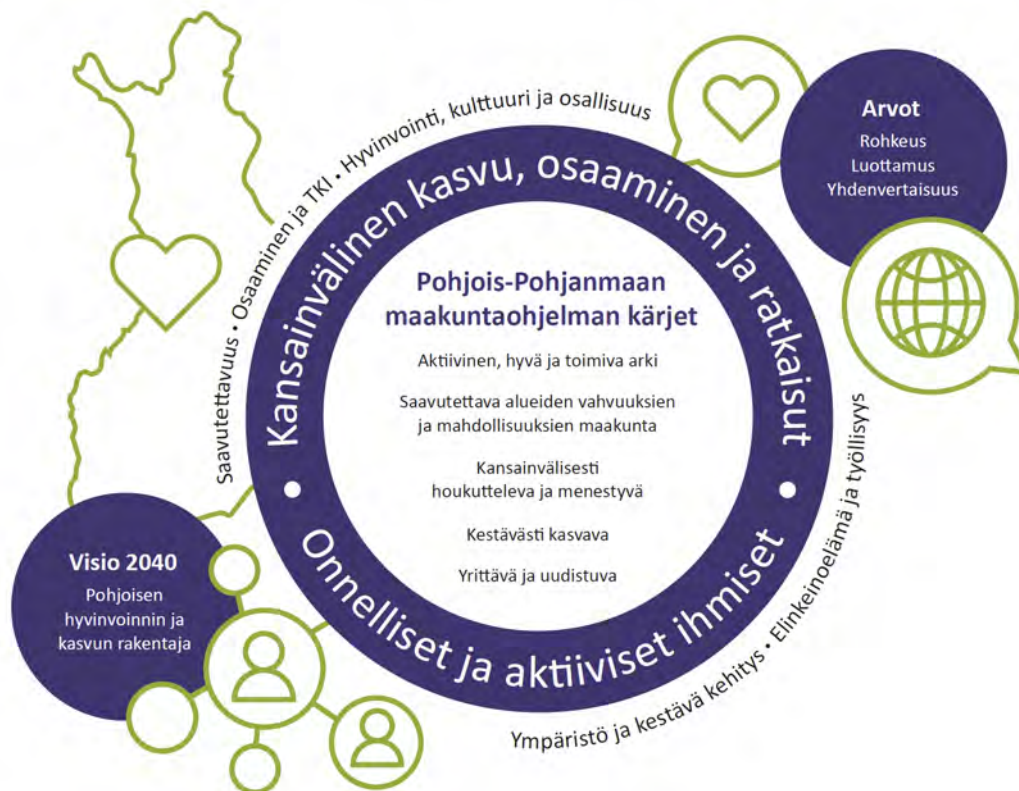 Saavutettavuus • Osaaminen ja TKI • Hyvinvointi, kulttuuri ja osallisuus
Arvot
Rohkeus
Luottamus
Yhdenvertaisuus
Kansainvälinen kasvu, osaaminen ja ratkaisut
Pohjois-Pohjanmaan
maakuntaohjelman kärjet
Aktiivinen, hyvä ja toimiva arki
Saavutettava alueiden vahvuuksien
ja mahdollisuuksien maakunta
Kansainvälisesti
houkutteleva ja menestyvä
Kestävästi kasvava
Yrittävä ja uudistuva
Onnelliset ja aktiiviset ihmiset
Visio 2040
Pohjoisen
hyvinvoinnin ja
kasvun rakentaja
Ympäristö ja kestävä kehitys • Elinkeinoelämä ja työllisyys